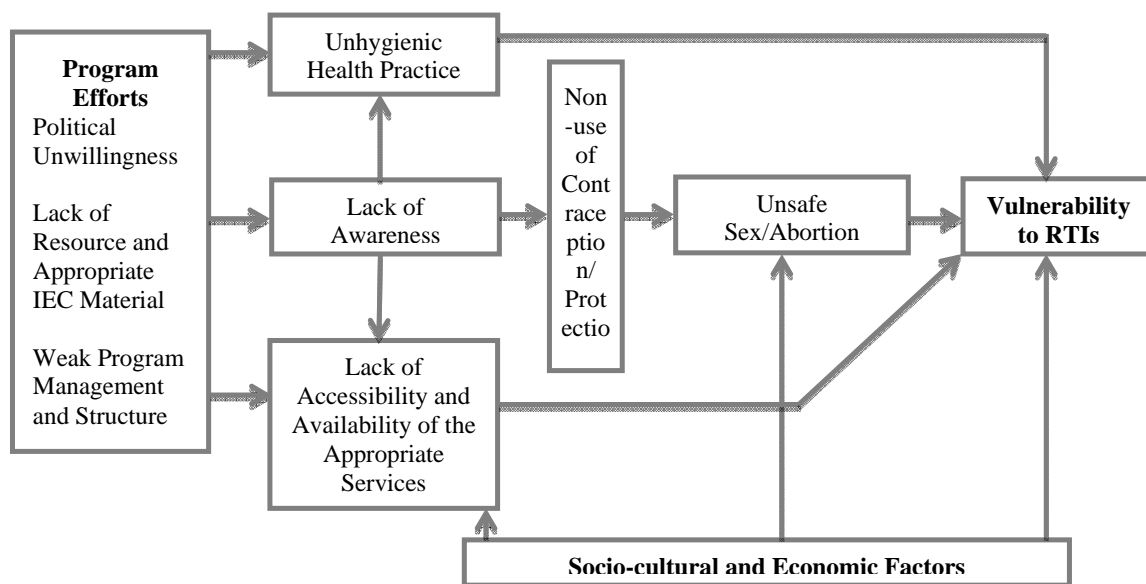 Program
Efforts
Political
Unwillingness
Lack of
Resource and
Appropriate
IEC Material
Weak Program
Management
and Structure
Unhygienic
Health Practice
Lack of
Awareness
Lack of
Accessibility and
Availability of the
Appropriate
Services
Non
-use
of
Cont
race
ptio
n/
Prot
ectio
Unsafe
Sex/Abortion
Vulnerability
to RTIs
Socio-cultural and Economic Factors